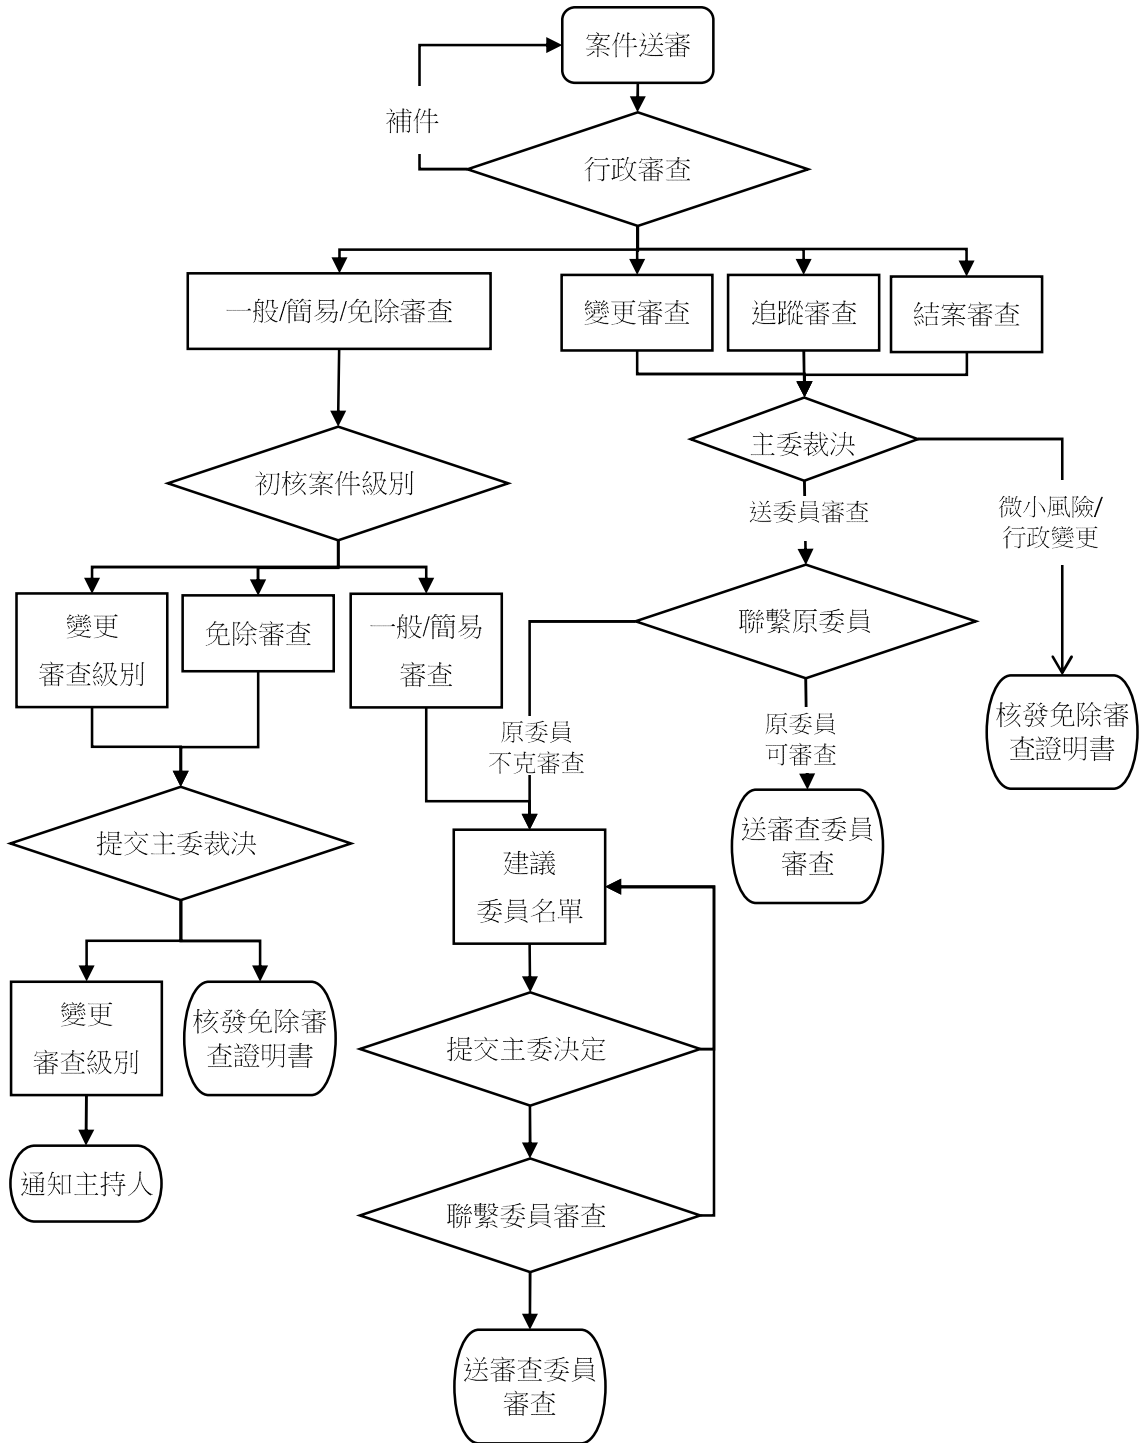 案件送審
補件
行政審查
一般/簡易/免除審查
變更審查
追蹤審查
結案審查
主委裁決
初核案件級別
送委員審查
微小風險/
行政變更
變更
審查級別
免除審查
一般/簡易
審查
聯繫原委員
原委員
不克審查
原委員
可審查
核發免除審
查證明書
提交主委裁決
建議
委員名單
送審查委員
審查
變更
審查級別
核發免除審
查證明書
提交主委決定
通知主持人
聯繫委員審查
送審查委員
審查